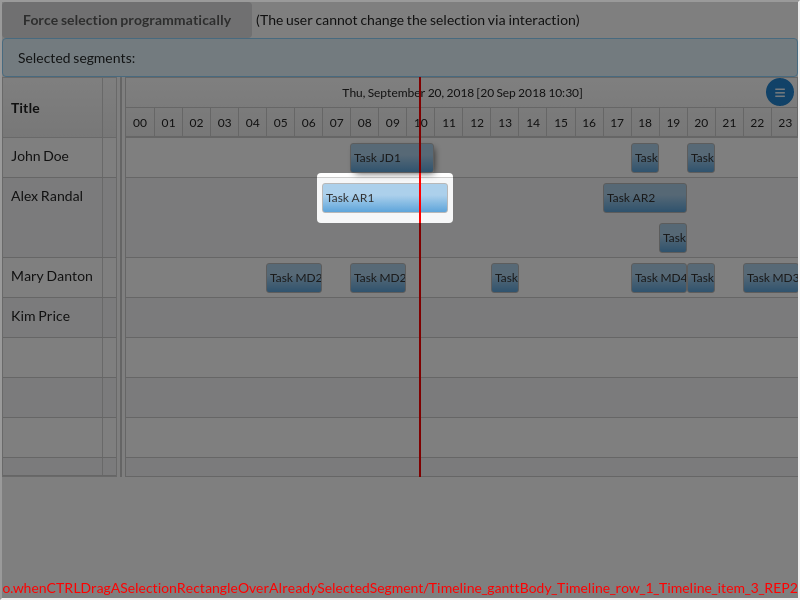 Force selection programmatically (The user cannot change the selection via interaction)
Selected segments:
Title
Thu, September 20, 2018 [20 Sep 2018 10:30]
00 01 02 03 04 05 06 07 08 09 10 11 12 13 14 15 16 17 18 19 20 21 22 23
John Doe Task JD1 Task Task
Alex Randal Task AR1 Task AR2
Task
Mary Danton Task MD2 Task MD2 Task Task MD4 Task Task MD3
Kim Price
o.whenCTRLDragASelectionRectangleOverAlreadySelectedSegment/Timeline_ganttBody_Timeline_row_1_Timeline_item_3_REP2